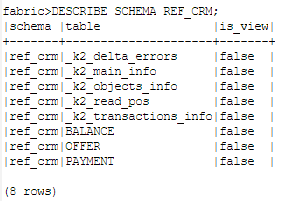 fabric>DESCRIBE SCHEMA REF_CRM;
|schema |table                |is_view|
+-------+---------------------+-------+
|ref_crm|_k2_delta_errors     |false  |
|ref_crm|_k2_main_info        |false  |
|ref_crm|_k2_objects_info     |false  |
|ref_crm|_k2_read_pos         |false  |
|ref_crm|_k2_transactions_info|false  |
|ref_crm|BALANCE              |false  |
|ref_crm|OFFER                |false  |
|ref_crm|PAYMENT              |false  |
(8 rows)